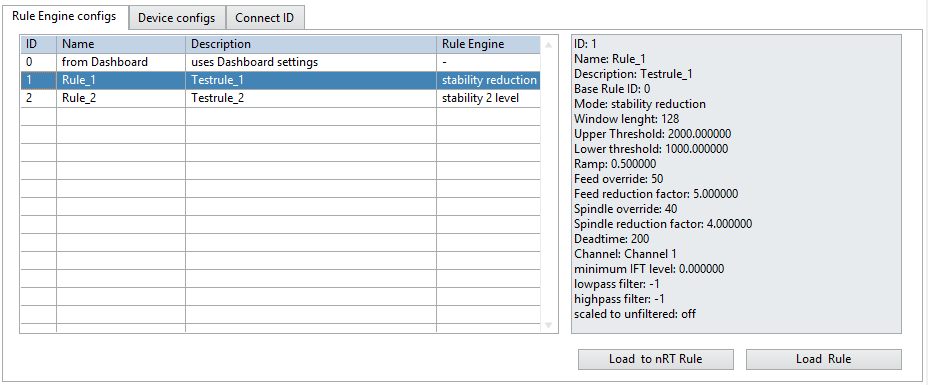 Rule Engine configs Device configs Connect ID
ID Name Description Rule Engine
0 from Dashboard uses Dashboard settings -
1 Rule_1 Testrule_1 stability reduction
2 Rule_2 Testrule_2 stability 2 level
ID: 1
Name: Rule_1
Description: Testrule_1
Base Rule ID: 0
Mode: stability reduction
Window lenght: 128
Upper Threshold: 2000.000000
Lower threshold: 1000.000000
Ramp: 0.500000
Feed override: 50
Feed reduction factor: 5.000000
Spindle override: 40
Spindle reduction factor: 4.000000
Deadtime: 200
Channel: Channel 1
minimum IFT level: 0.000000
lowpass filter: -1
highpass filter: -1
scaled to unfiltered: off
Load to nRT Rule Load Rule